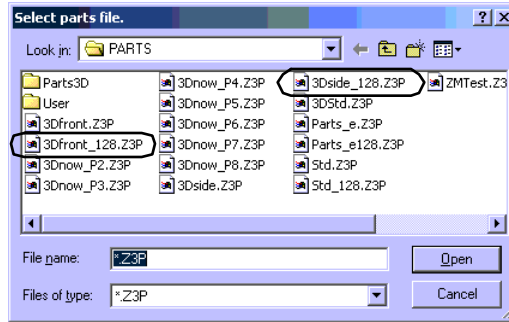 Select parts file.
Look in: PARTS
Parts3D
User
3Dfront.Z3P
3Dfront_128.Z3P
3Dnow_P2.Z3P
3Dnow_P3.Z3P
3Dnow_P4.Z3P
3Dnow_P5.Z3P
3Dnow_P6.Z3P
3Dnow_P7.Z3P
3Dnow_P8.Z3P
3Dside.Z3P
3Dside_128.Z3P
3DStd.Z3P
Parts_e.Z3P
Parts_e128.Z3P
Std.Z3P
Std_128.Z3P
ZMTest.Z3
File name: *.Z3P Open
Files of type: *.Z3P Cancel